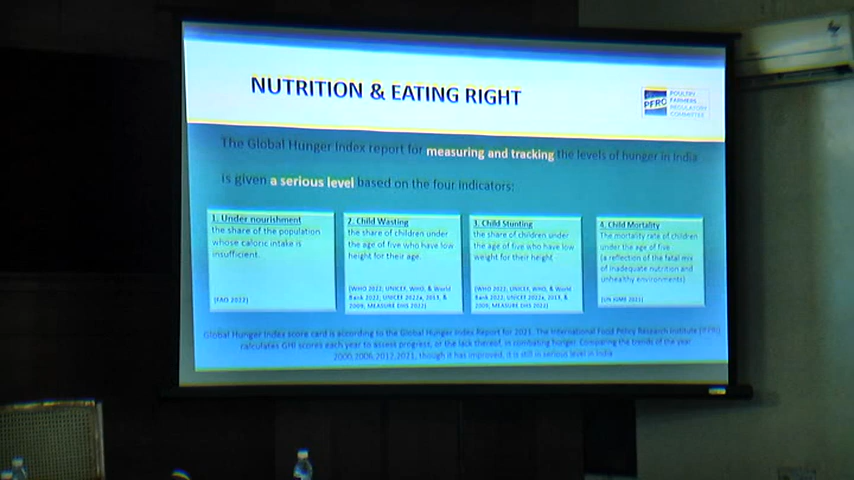 NUTRITION & EATING RIGHT
PFRC
POULTRY
FARMERS
REGULATORY
COMMITTEE
The Global Hunger Index report for measuring and tracking the levels of hunger in India
is given a serious level based on the four indicators:
1. Under nourishment
the share of the population
whose caloric intake is
insufficient.
(FAO 2022)
2. Child Wasting
the share of children under
the age of five who have low
height for their age.
(WHO 2022; UNICEF, WHO, & World
Bank 2022; UNICEF 2022a, 2013, &
2009; MEASURE DHS 2022)
3. Child Stunting
the share of children under
the age of five who have low
weight for their height
(WHO 2022; UNICEF, WHO, & World
Bank 2022; UNICEF 2022a, 2013, &
2009; MEASURE DHS 2022)
4. Child Mortality
The mortality rate of children
under the age of five
(a reflection of the fatal mix
of inadequate nutrition and
unhealthy environments)
(UN IGME 2021)
Global Hunger Index score card is according to the Global Hunger Index Report for 2021. The International Food Policy Research Institute
calculates GHI scores each year to assess progress, or the lack thereof, in combating hunger. Comparing the trends of the year
2000,2006,2012,2021, though it has improved, it is still in serious level in India